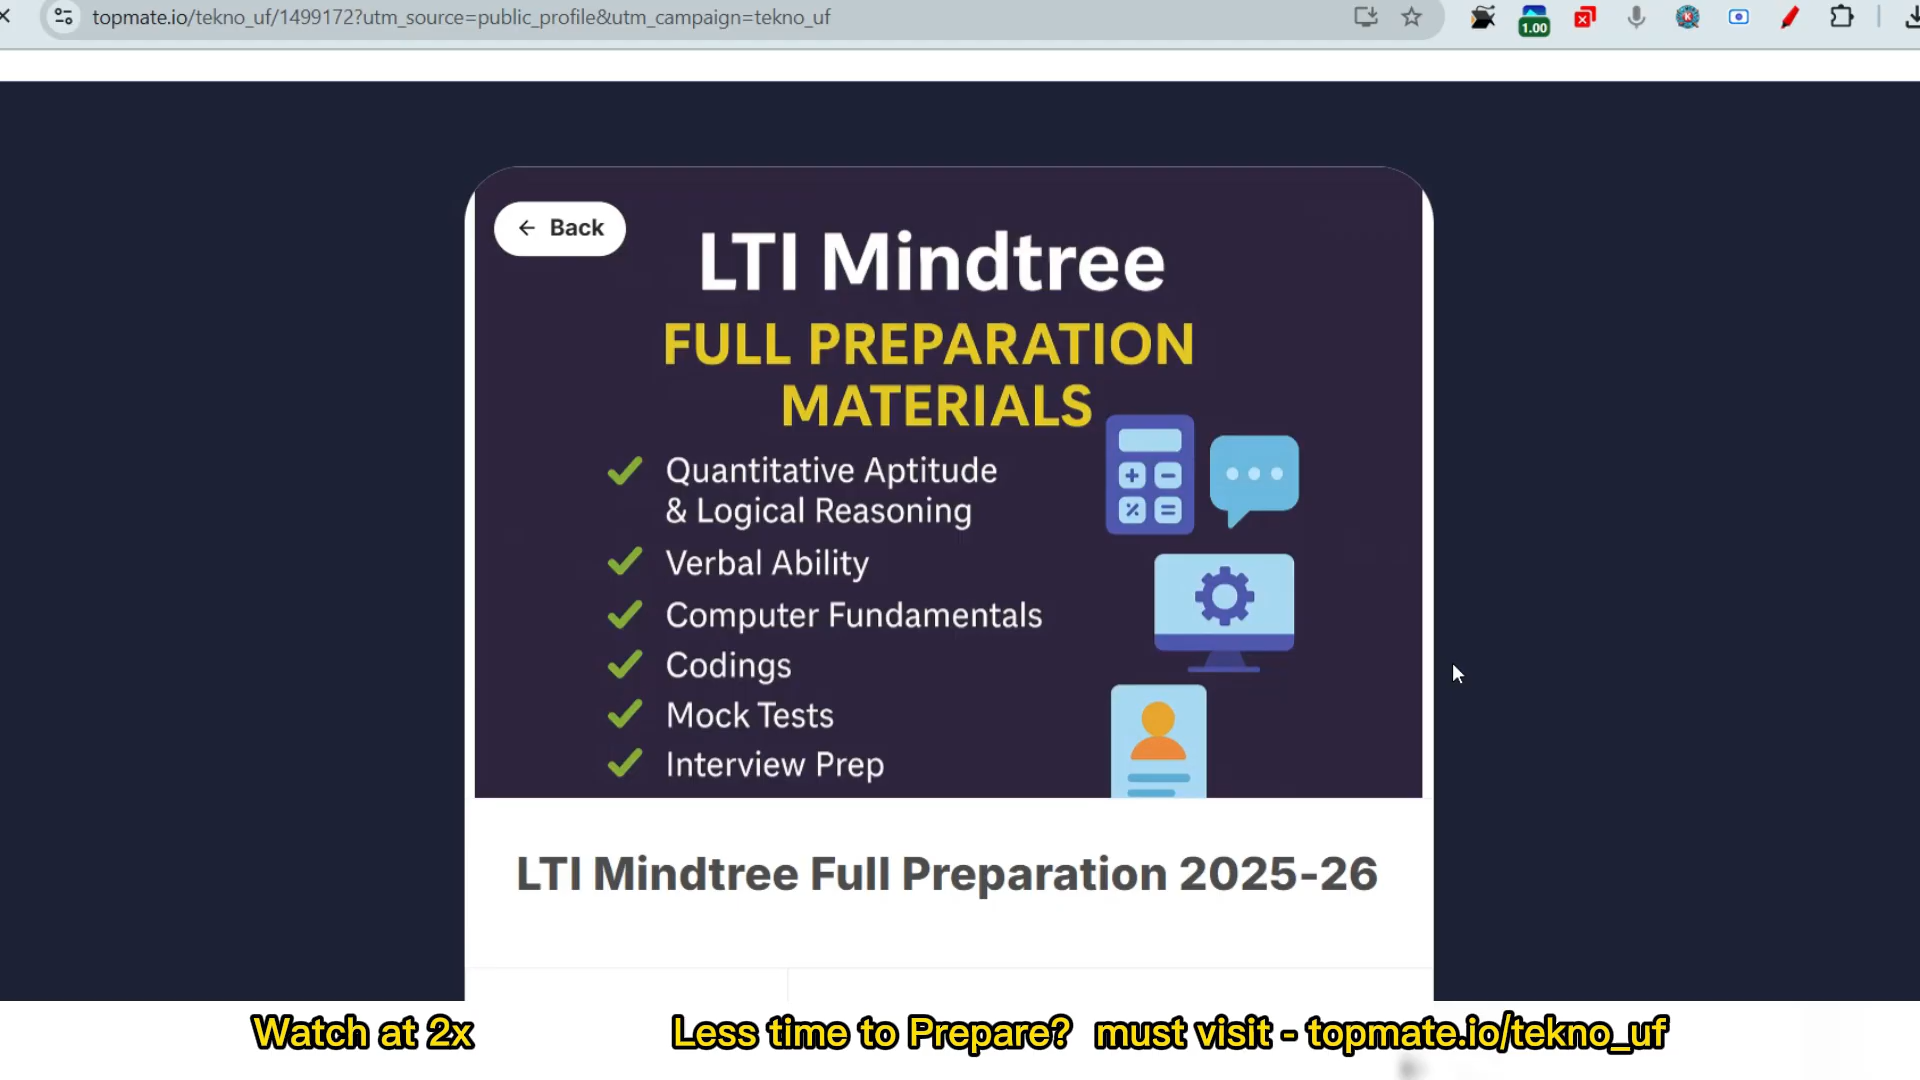 topmate.io/tekno_uf/1499172?utm_source=public_profile&utm_campaign=tekno_uf
1.00
← Back
LTI Mindtree
FULL PREPARATION
MATERIALS
Quantitative Aptitude
& Logical Reasoning
Verbal Ability
Computer Fundamentals
Codings
Mock Tests
Interview Prep
LTI Mindtree Full Preparation 2025-26
Watch at 2x
Less time to Prepare? must visit - topmate.io/tekno_uf